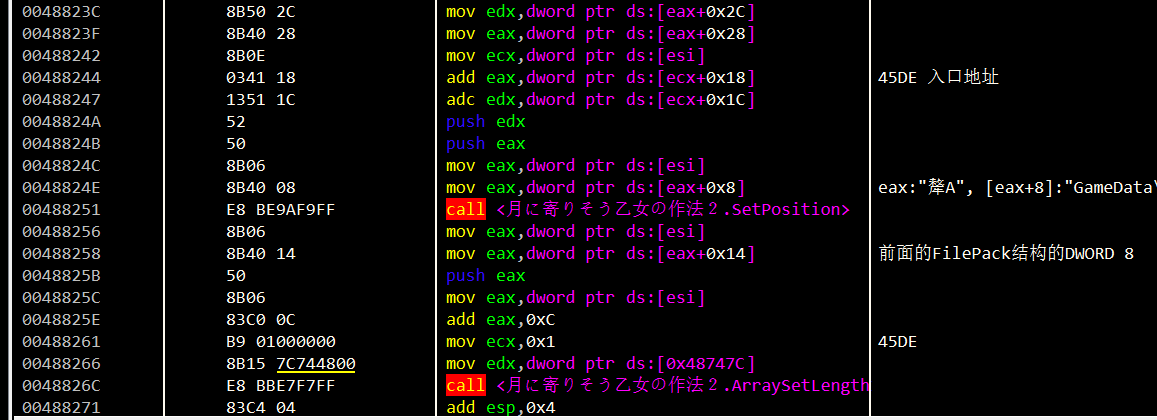 0048823C 8B50 2C mov edx,dword ptr ds:[eax+0x2C]
0048823F 8B40 28 mov eax,dword ptr ds:[eax+0x28]
00488242 8B0E mov ecx,dword ptr ds:[esi]
00488244 0341 18 add eax,dword ptr ds:[ecx+0x18] 45DE 入口地址
00488247 1351 1C adc edx,dword ptr ds:[ecx+0x1C]
0048824A 52 push edx
0048824B 50 push eax
0048824C 8B06 mov eax,dword ptr ds:[esi]
0048824E 8B40 08 mov eax,dword ptr ds:[eax+0x8] eax:"犛A", [eax+8]:"GameData\
00488251 E8 BE9AF9FF call <月に寄りそう乙女の作法２.SetPosition>
00488256 8B06 mov eax,dword ptr ds:[esi]
00488258 8B40 14 mov eax,dword ptr ds:[eax+0x14] 前面的FilePack结构的DWORD 8
0048825B 50 push eax
0048825C 8B06 mov eax,dword ptr ds:[esi]
0048825E 83C0 0C add eax,0xC
00488261 B9 01000000 mov ecx,0x1 45DE
00488266 8B15 7C744800 mov edx,dword ptr ds:[0x48747C]
0048826C E8 BBE7F7FF call <月に寄りそう乙女の作法２.ArraySetLength
00488271 83C4 04 add esp,0x4